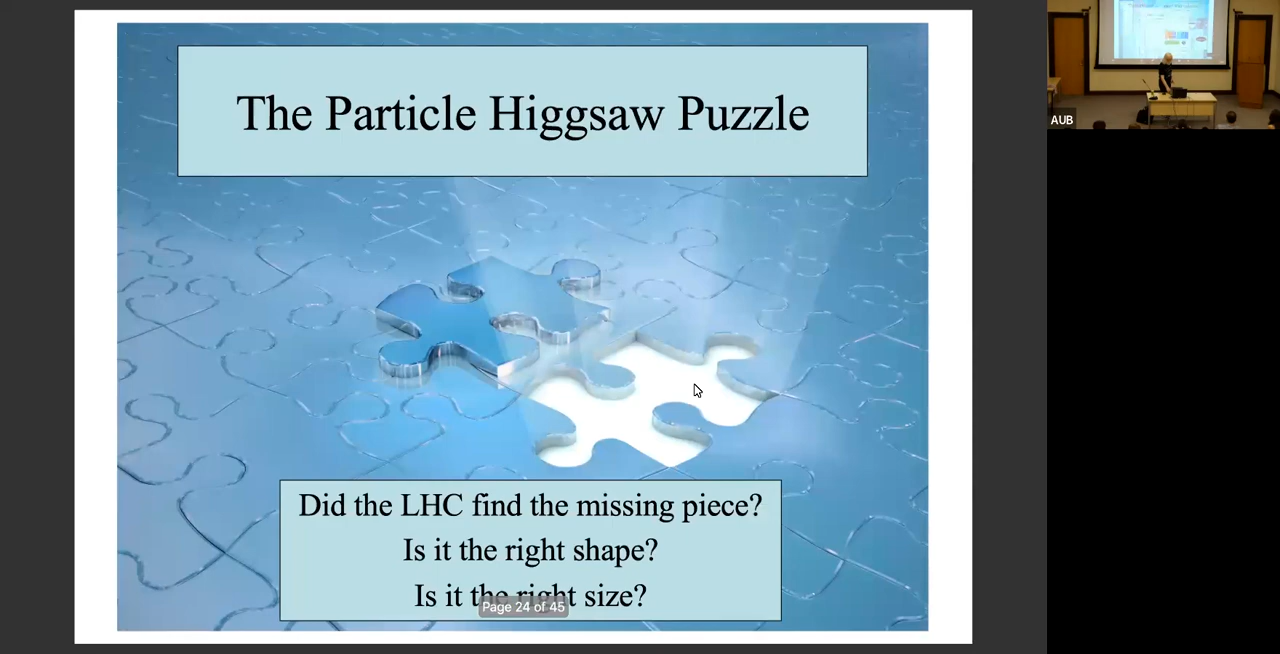 The Particle Higgsaw Puzzle
Did the LHC find the missing piece?
Is it the right shape?
Is it the right size?
Page 24 of 45
AUB